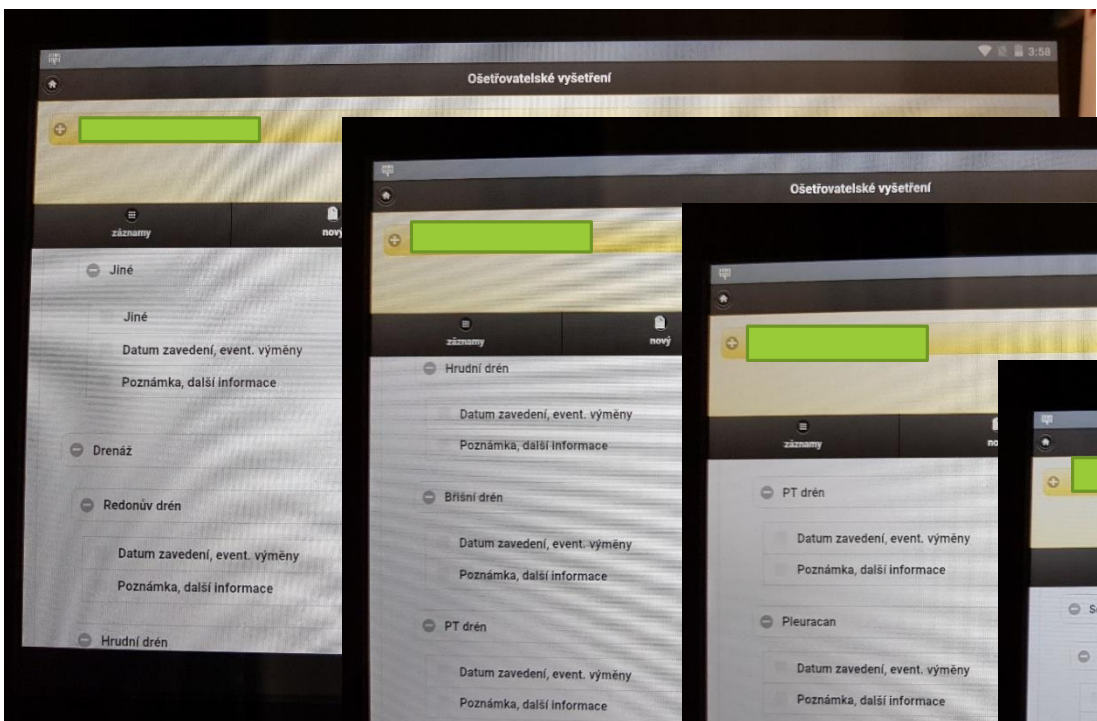 3:58
Ošetřovatelské vyšetření
záznamy
nový
Jiné
Jiné
Datum zavedení, event. výměny
Poznámka, další informace
Drenáž
Redonův drén
Datum zavedení, event. výměny
Poznámka, další informace
Hrudní drén
Ošetřovatelské vyšetření
záznamy
nový
Hrudní drén
Datum zavedení, event. výměny
Poznámka, další informace
Břišní drén
Datum zavedení, event. výměny
Poznámka, další informace
PT drén
Datum zavedení, event. výměny
Poznámka, další informace
záznamy
no
PT drén
Datum zavedení, event. výměny
Poznámka, další informace
Pleuracan
Datum zavedení, event. výměny
Poznámka, další informace